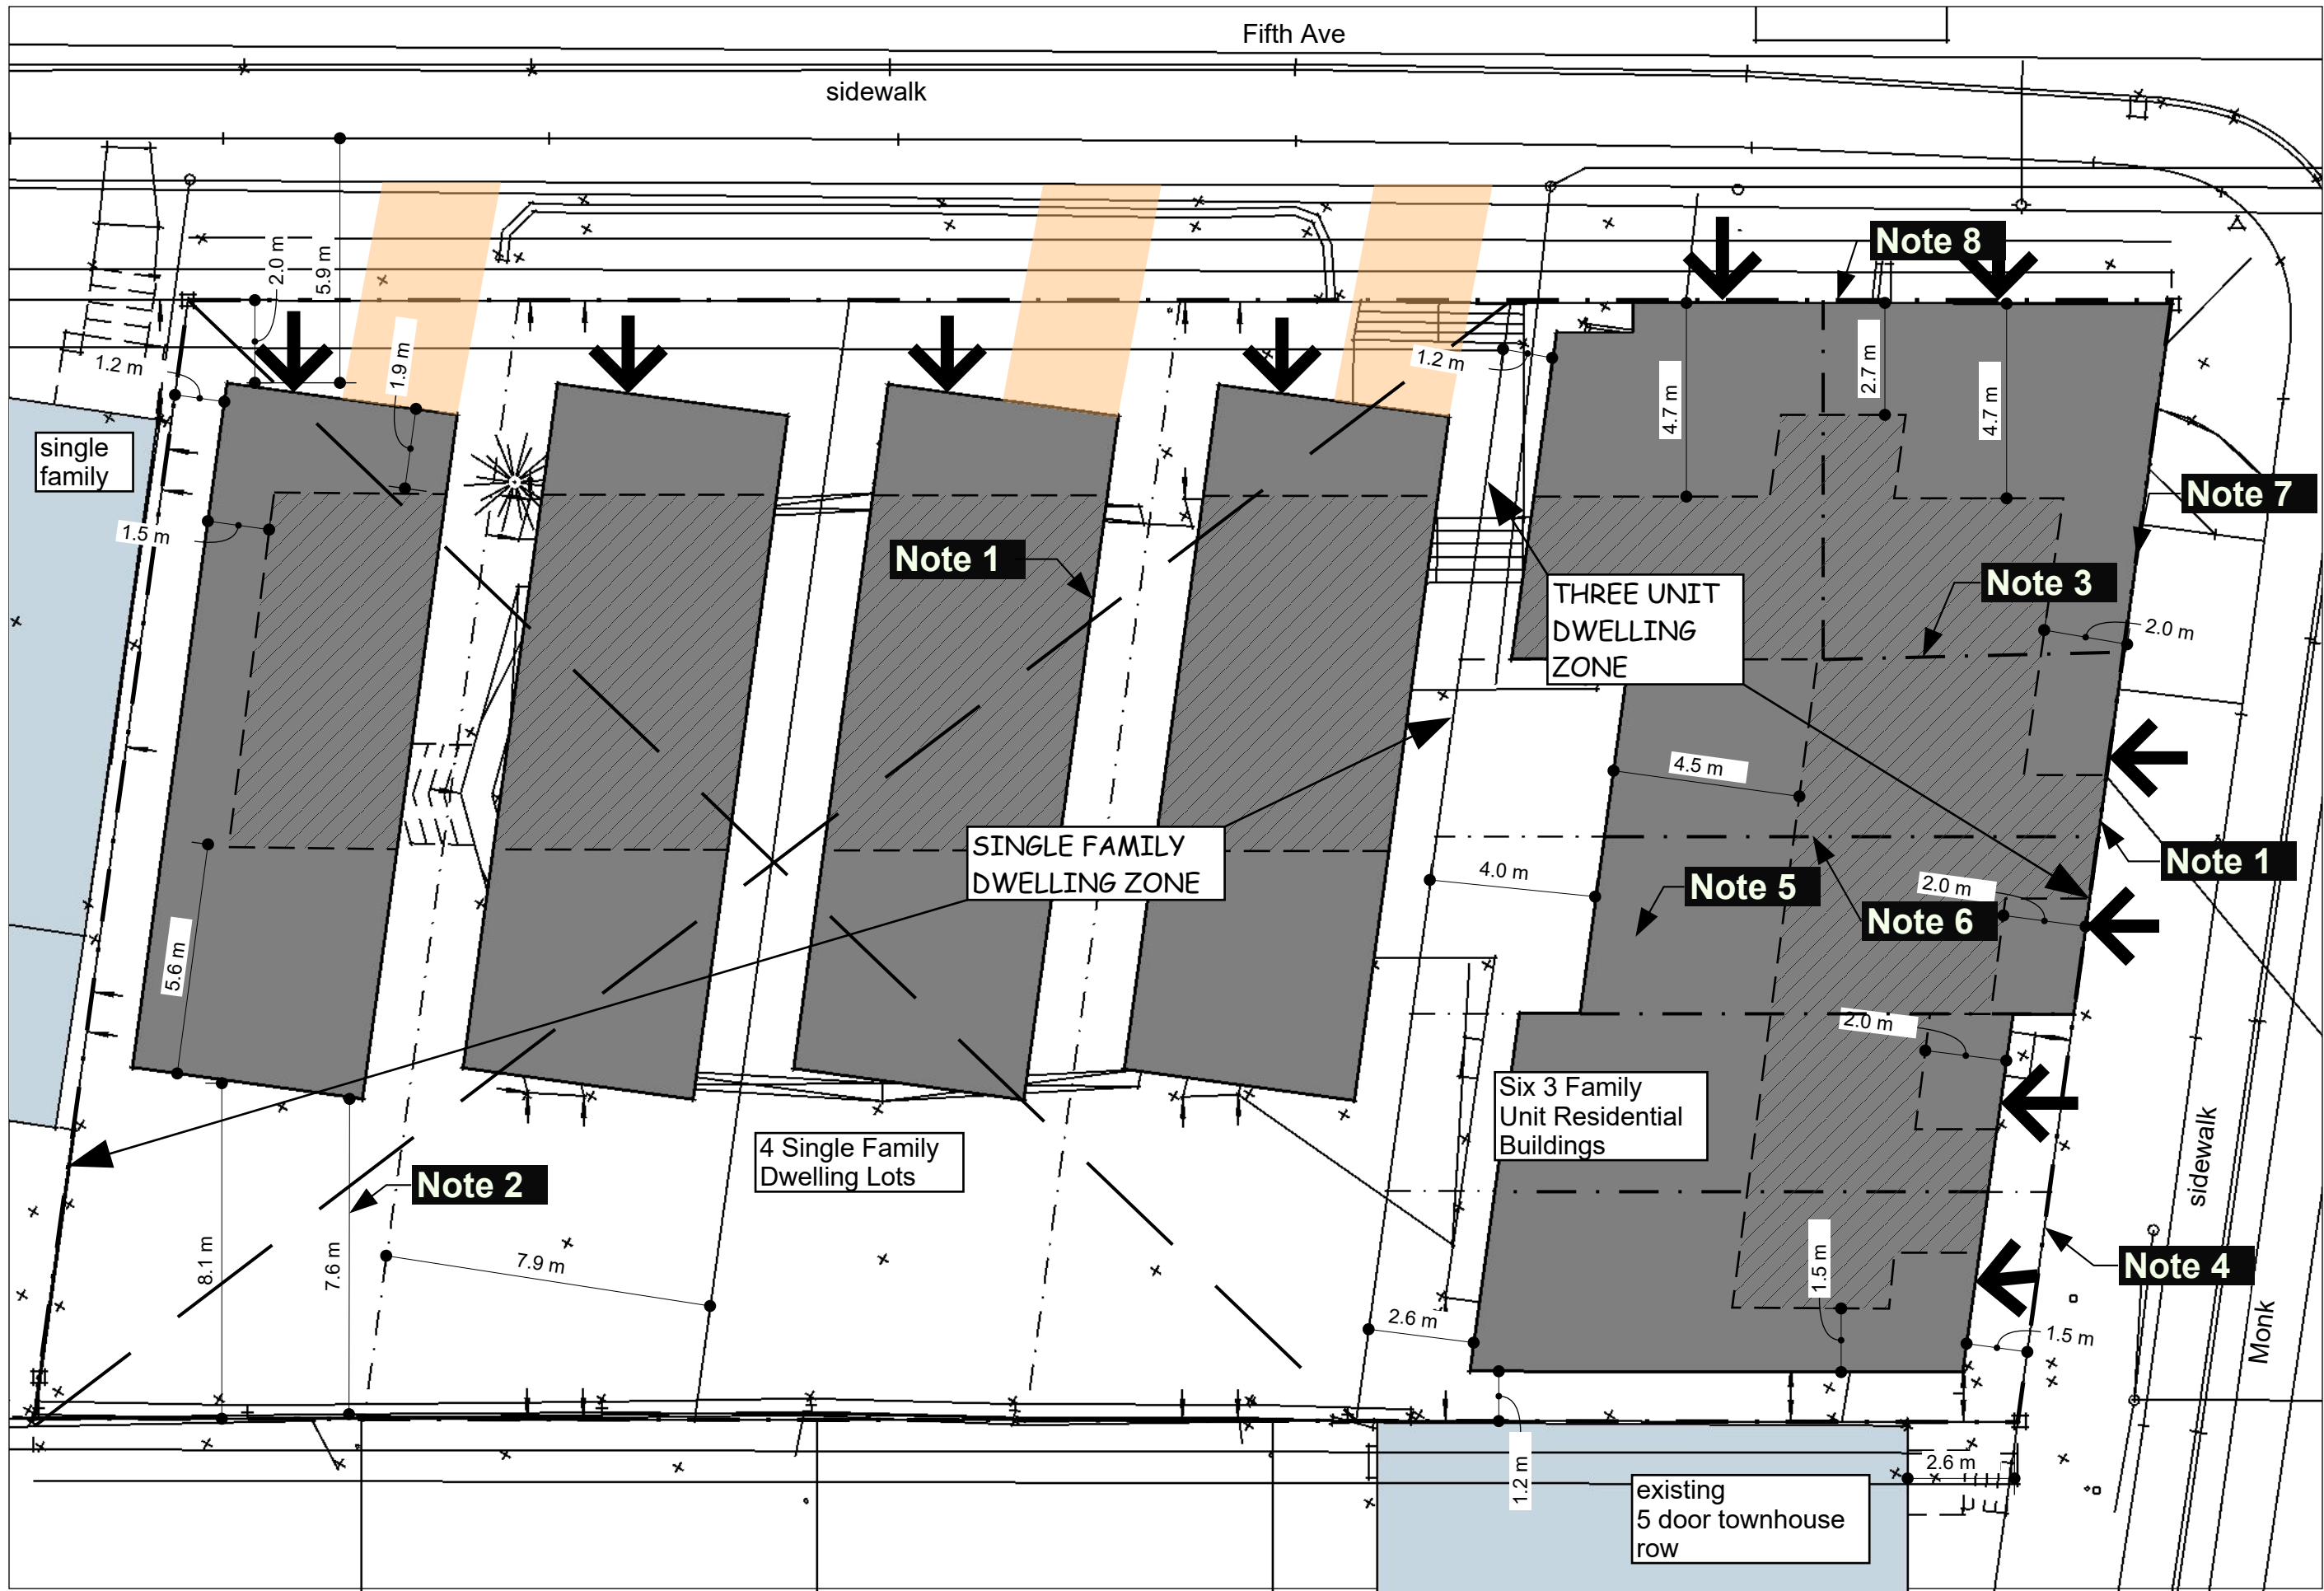 Fifth Ave
sidewalk
Note 8
2.0 m
5.9 m
1.2 m
1.9 m
1.2 m
4.7 m
2.7 m
4.7 m
single
family
1.5 m
Note 7
Note 1
Note 3
THREE UNIT
DWELLING
ZONE
2.0 m
4.5 m
SINGLE FAMILY
DWELLING ZONE
4.0 m
Note 5
2.0 m
Note 1
Note 6
5.6 m
2.0 m
Six 3 Family
Unit Residential
Buildings
4 Single Family
Dwelling Lots
sidewalk
Note 2
8.1 m
7.6 m
7.9 m
1.5 m
Note 4
2.6 m
1.5 m
Monk
1.2 m
2.6 m
existing
5 door townhouse
row